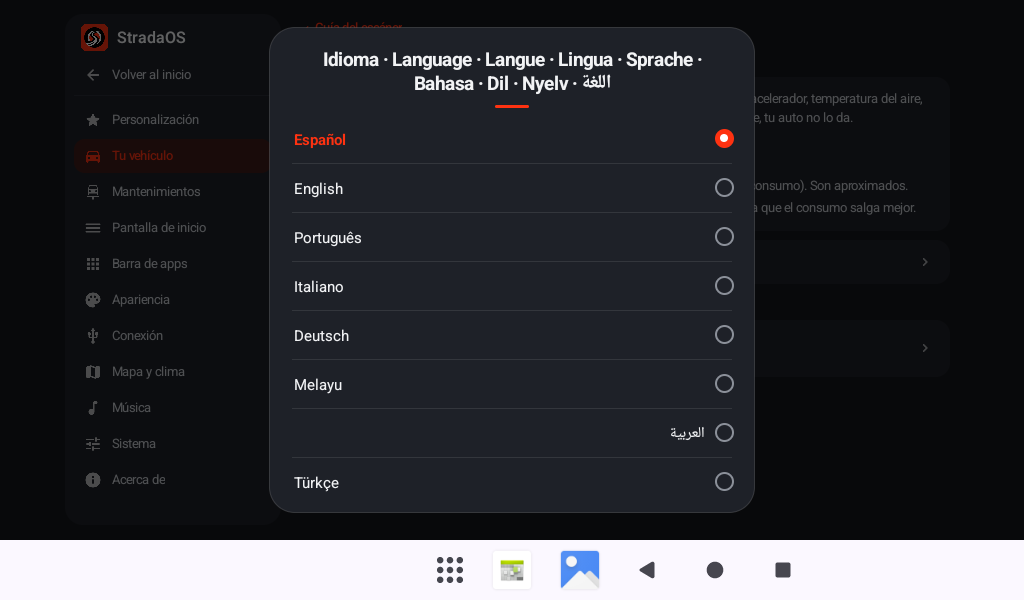 StradaOS
Volver al inicio
Personalización
Tu vehículo
Mantenimientos
Pantalla de inicio
Barra de apps
Apariencia
Conexión
Mapa y clima
Música
Sistema
Acerca de
Idioma · Language · Langue · Lingua · Sprache ·
Bahasa · Dil · Nyelv · اللغة
Español
English
Português
Italiano
Deutsch
Melayu
العربية
Türkçe
acelerador, temperatura del aire,
e, tu auto no lo da.
consumo). Son aproximados.
a que el consumo salga mejor.